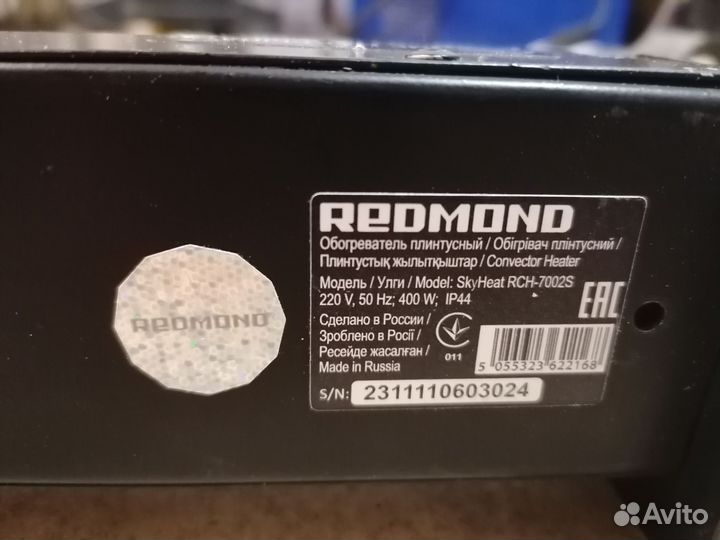 REDMOND
Обогреватель плинтусный / Обігрівач плінтусний /
Плинтустық жылытқыштар / Convector Heater
Модель / Улги / Model: SkyHeat RCH-7002S
220 V, 50 Hz; 400 W; IP44
Сделано в России /
Зроблено в Росії /
Ресейде жасалған /
Made in Russia
011
EAC
5 055323 622168
S/N: 2311110603024
REDMOND
Avito